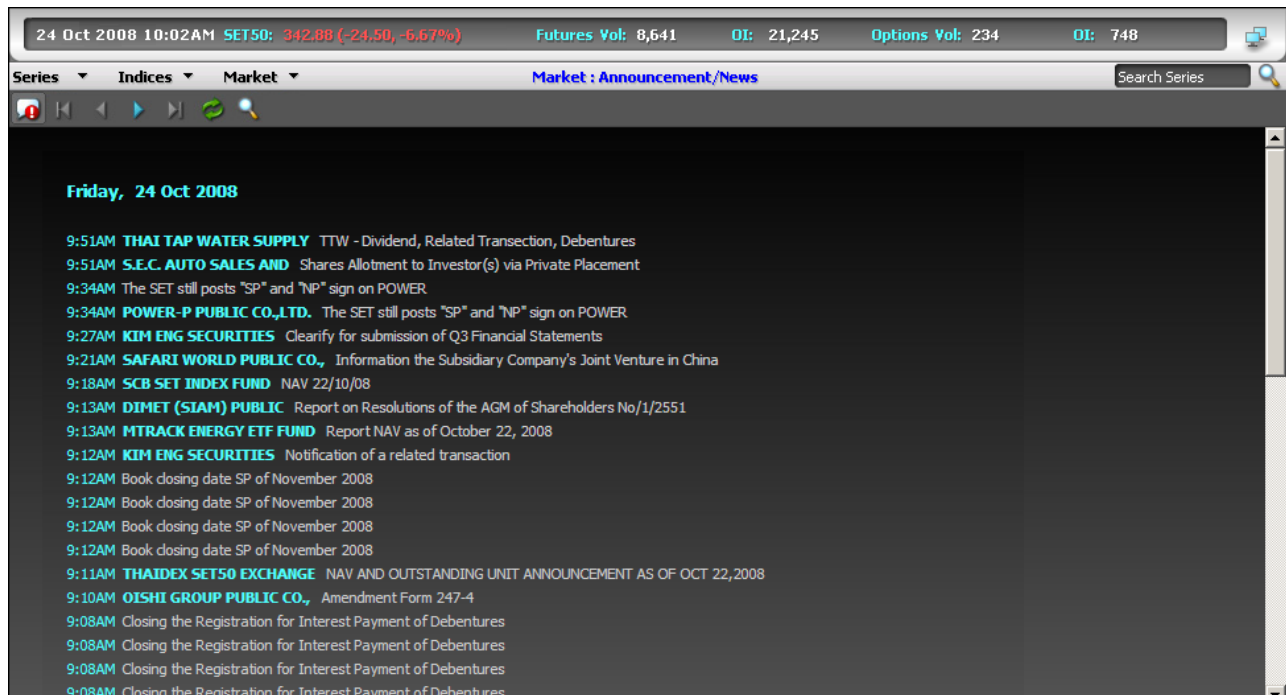 24 Oct 2008 10:02AM SET50: 342.88 (-24.50, -6.67%) Futures Vol: 8,641 OI: 21,245 Options Vol: 234 OI: 748
Series Indices Market Market : Announcement/News Search Series
Friday, 24 Oct 2008
9:51AM THAI TAP WATER SUPPLY TTW - Dividend, Related Transection, Debentures
9:51AM S.E.C. AUTO SALES AND Shares Allotment to Investor(s) via Private Placement
9:34AM The SET still posts "SP" and "NP" sign on POWER
9:34AM POWER-P PUBLIC CO.,LTD. The SET still posts "SP" and "NP" sign on POWER
9:27AM KIM ENG SECURITIES Clearify for submission of Q3 Financial Statements
9:21AM SAFARI WORLD PUBLIC CO., Information the Subsidiary Company's Joint Venture in China
9:18AM SCB SET INDEX FUND NAV 22/10/08
9:13AM DIMET (SIAM) PUBLIC Report on Resolutions of the AGM of Shareholders No/1/2551
9:13AM MTRACK ENERGY ETF FUND Report NAV as of October 22, 2008
9:12AM KIM ENG SECURITIES Notification of a related transaction
9:12AM Book closing date SP of November 2008
9:12AM Book closing date SP of November 2008
9:12AM Book closing date SP of November 2008
9:12AM Book closing date SP of November 2008
9:11AM THAIDEX SET50 EXCHANGE NAV AND OUTSTANDING UNIT ANNOUNCEMENT AS OF OCT 22,2008
9:10AM OISHI GROUP PUBLIC CO., Amendment Form 247-4
9:08AM Closing the Registration for Interest Payment of Debentures
9:08AM Closing the Registration for Interest Payment of Debentures
9:08AM Closing the Registration for Interest Payment of Debentures
9:08AM Closing the Registration for Interest Payment of Debentures